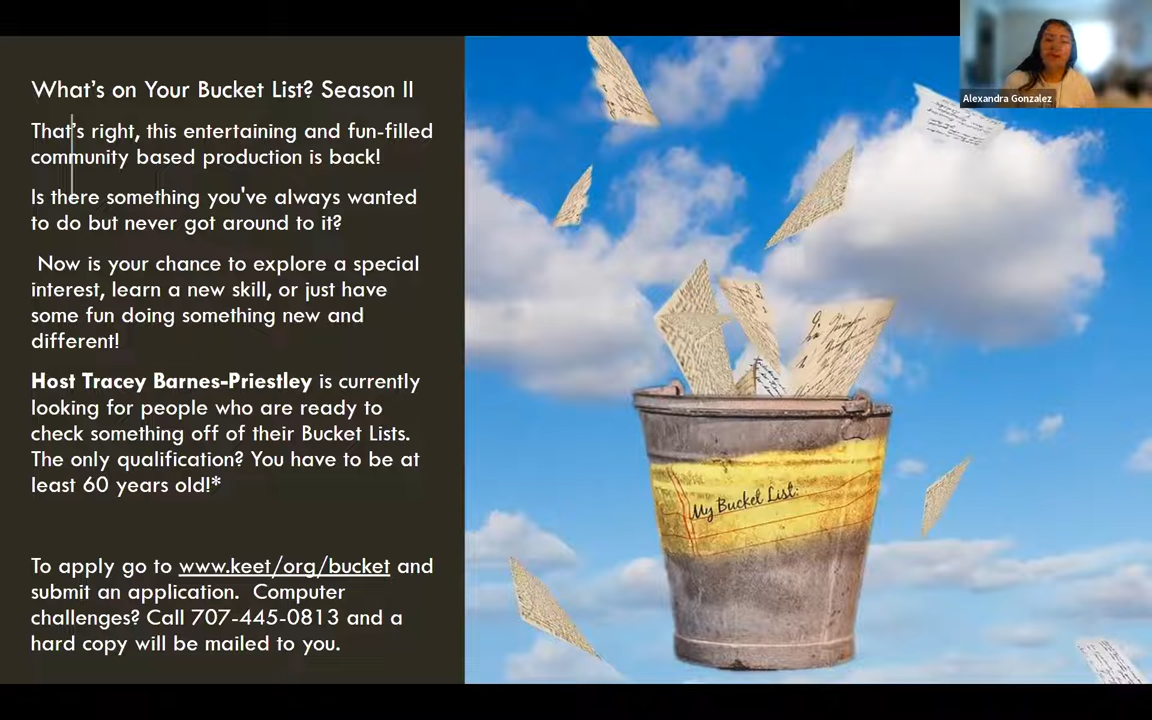 What's on Your Bucket List? Season II
That's right, this entertaining and fun-filled
community based production is back!
Is there something you've always wanted
to do but never got around to it?
Now is your chance to explore a special
interest, learn a new skill, or just have
some fun doing something new and
different!
Host Tracey Barnes-Priestley is currently
looking for people who are ready to
check something off of their Bucket Lists.
The only qualification? You have to be at
least 60 years old!*
To apply go to www.keet/org/bucket and
submit an application. Computer
challenges? Call 707-445-0813 and a
hard copy will be mailed to you.
My Bucket List:
Alexandra Gonzalez